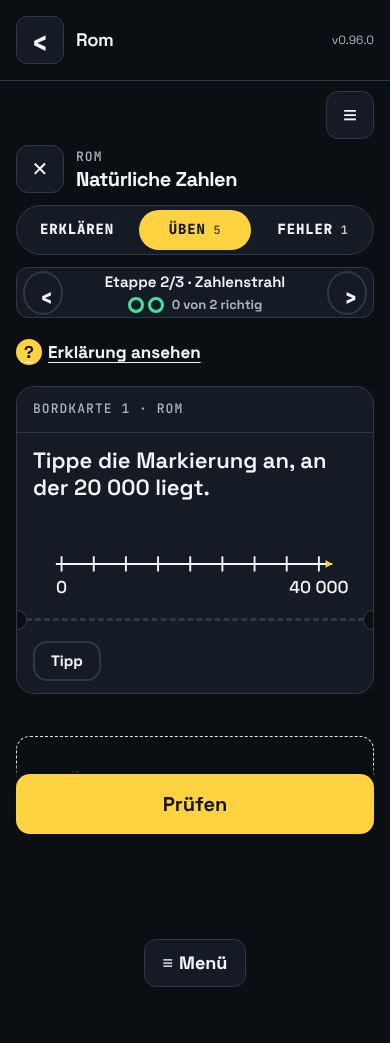 < Rom v0.96.0
≡
✕ ROM
Natürliche Zahlen
ERKLÄREN ÜBEN 5 FEHLER 1
< Etappe 2/3 · Zahlenstrahl >
0 von 2 richtig
? Erklärung ansehen
BORDKARTE 1 · ROM
Tippe die Markierung an, an
der 20 000 liegt.
0 40 000
Tipp
Prüfen
≡ Menü